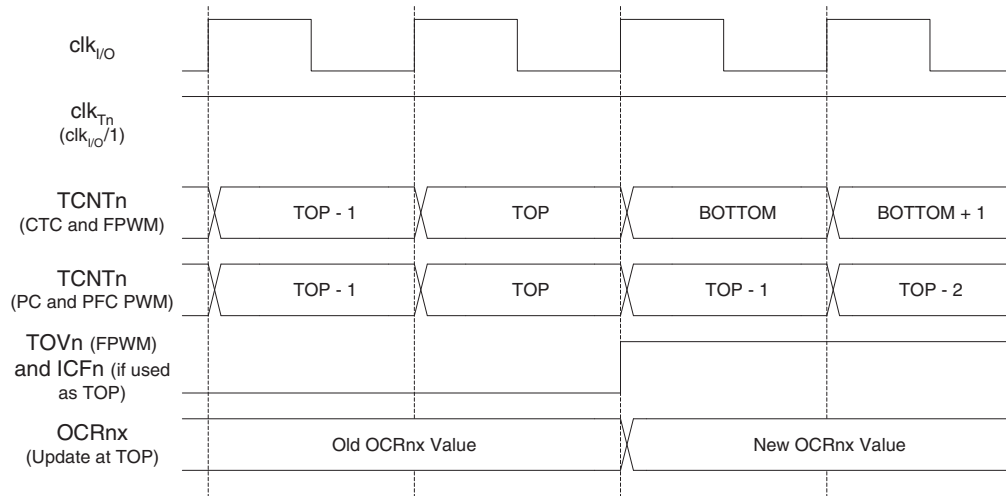 clkI/O
clkTn
(clkI/O/1)
TCNTn
(CTC and FPWM)
TOP - 1
TOP
BOTTOM
BOTTOM + 1
TCNTn
(PC and PFC PWM)
TOP - 1
TOP
TOP - 1
TOP - 2
TOVn (FPWM)
and ICFn (if used
as TOP)
OCRnx
(Update at TOP)
Old OCRnx Value
New OCRnx Value